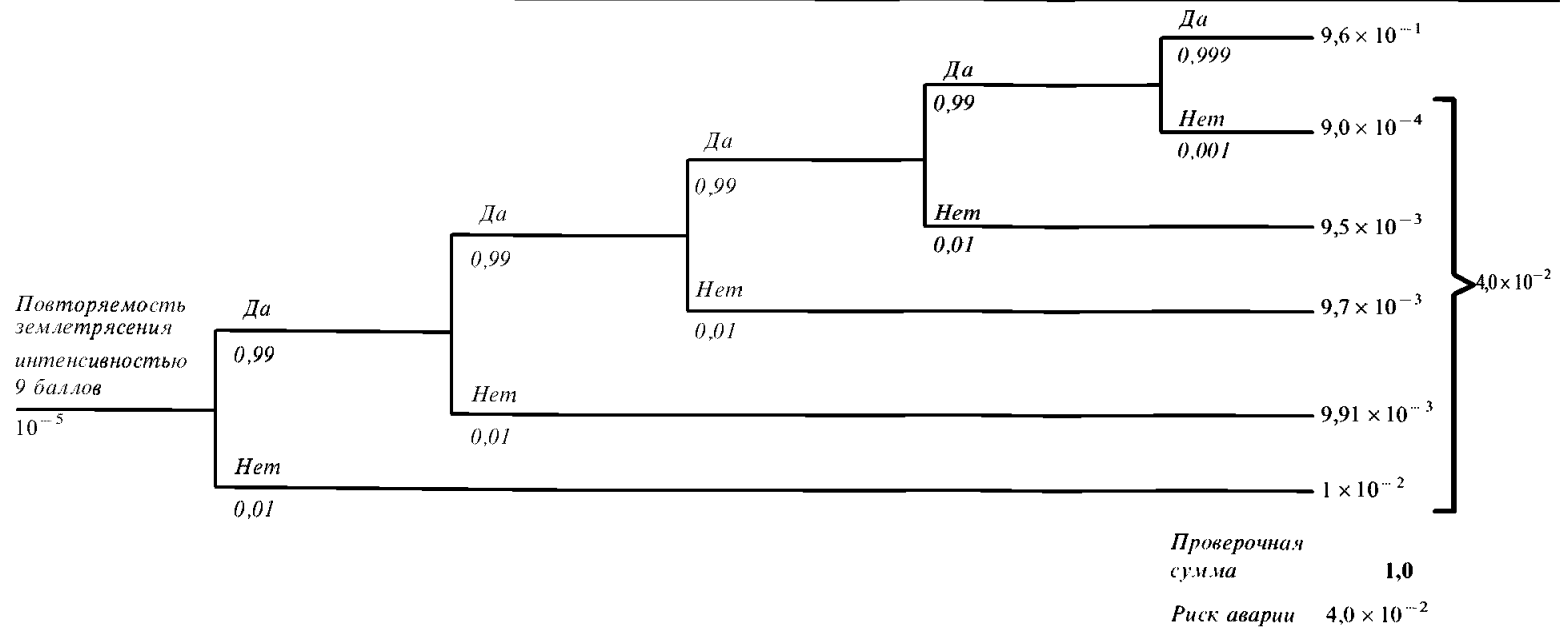 Да
9,6 × 10⁻¹
0,999
Да
0,99
Нет
9,0 × 10⁻⁴
0,001
Да
0,99
Нет
9,5 × 10⁻³
0,01
Да
0,99
Нет
9,7 × 10⁻³
0,01
4,0 × 10⁻²
Повторяемость
землетрясения
интенсивностью
9 баллов
10⁻⁵
Да
0,99
Нет
9,91 × 10⁻³
0,01
Нет
1 × 10⁻²
0,01
Проверочная
сумма 1,0
Риск аварии 4,0 × 10⁻²